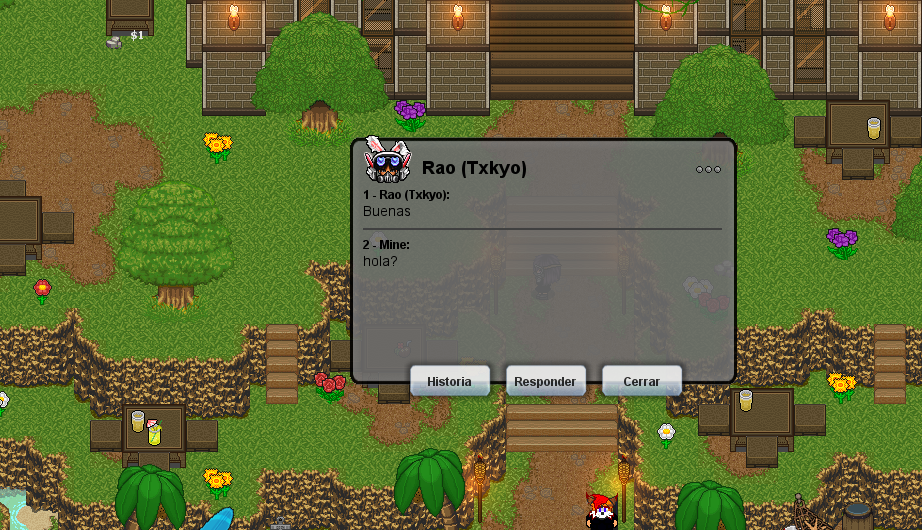 $1
Rao (Txkyo)
1 - Rao (Txkyo):
Buenas
2 - Mine:
hola?
Historia
Responder
Cerrar